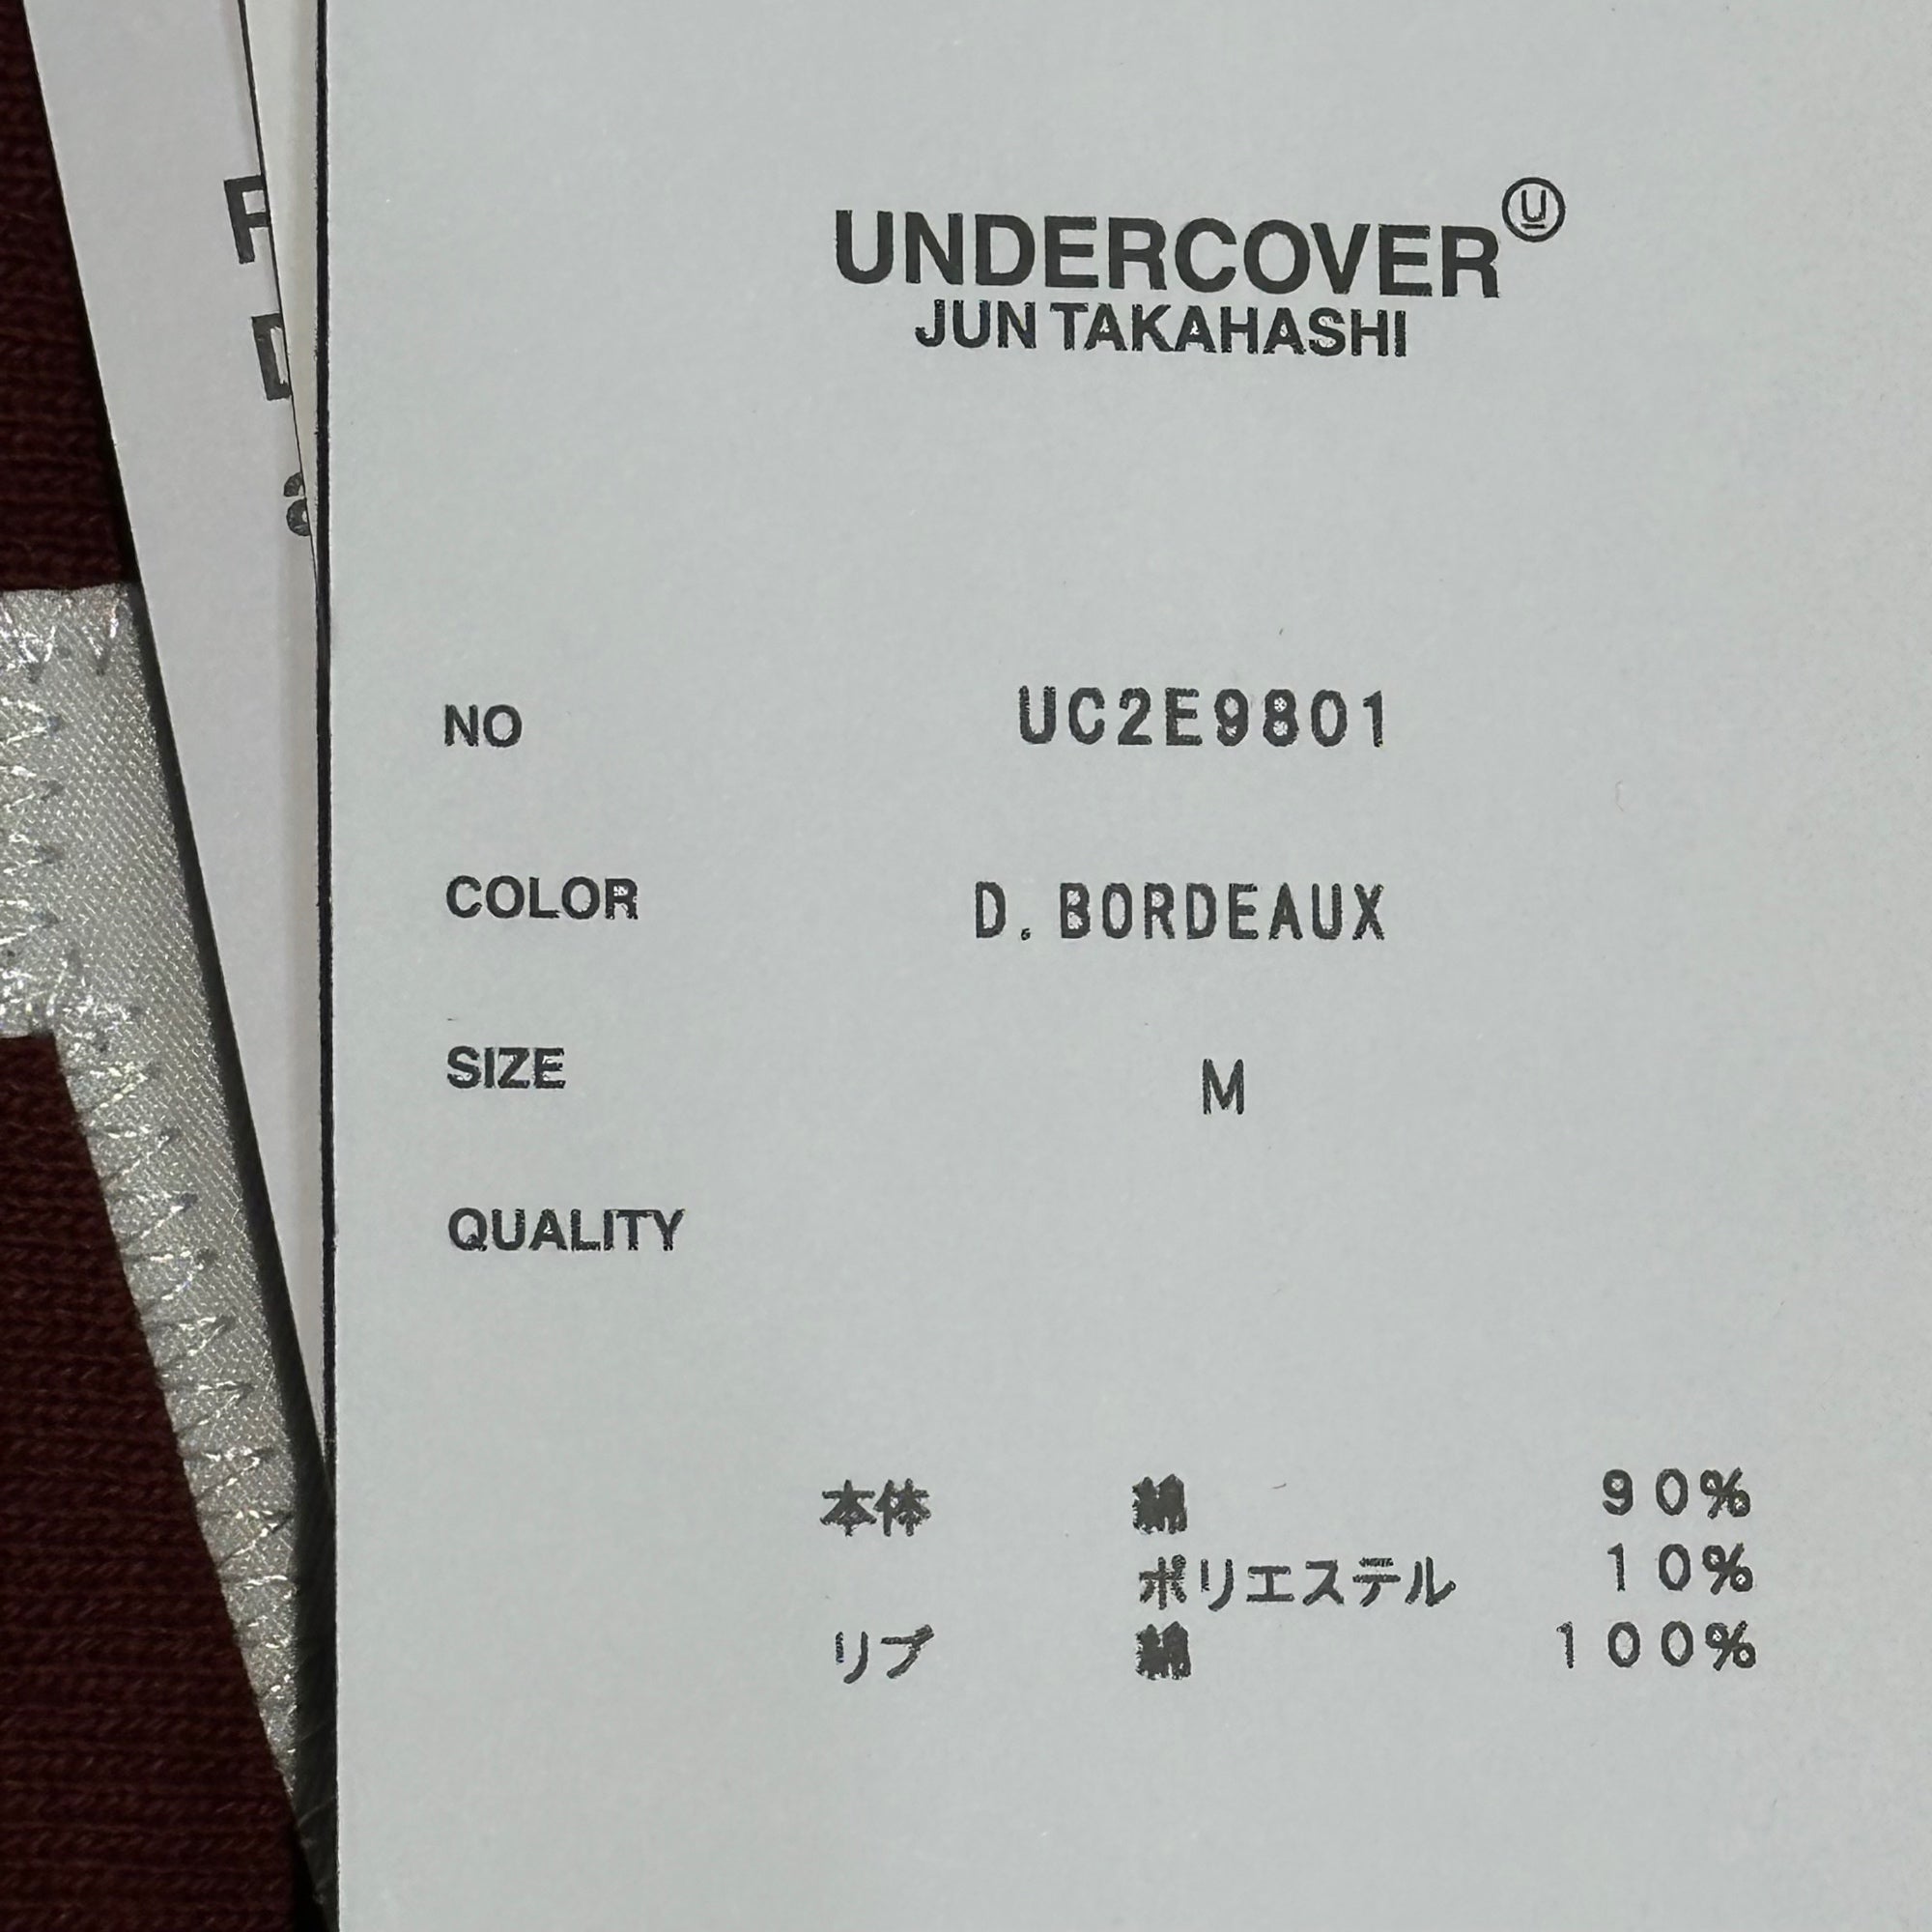 UNDERCOVER
JUN TAKAHASHI
NO UC2E9801
COLOR D. BORDEAUX
SIZE M
QUALITY
本体 綿 90%
ポリエステル 10%
リブ 綿 100%